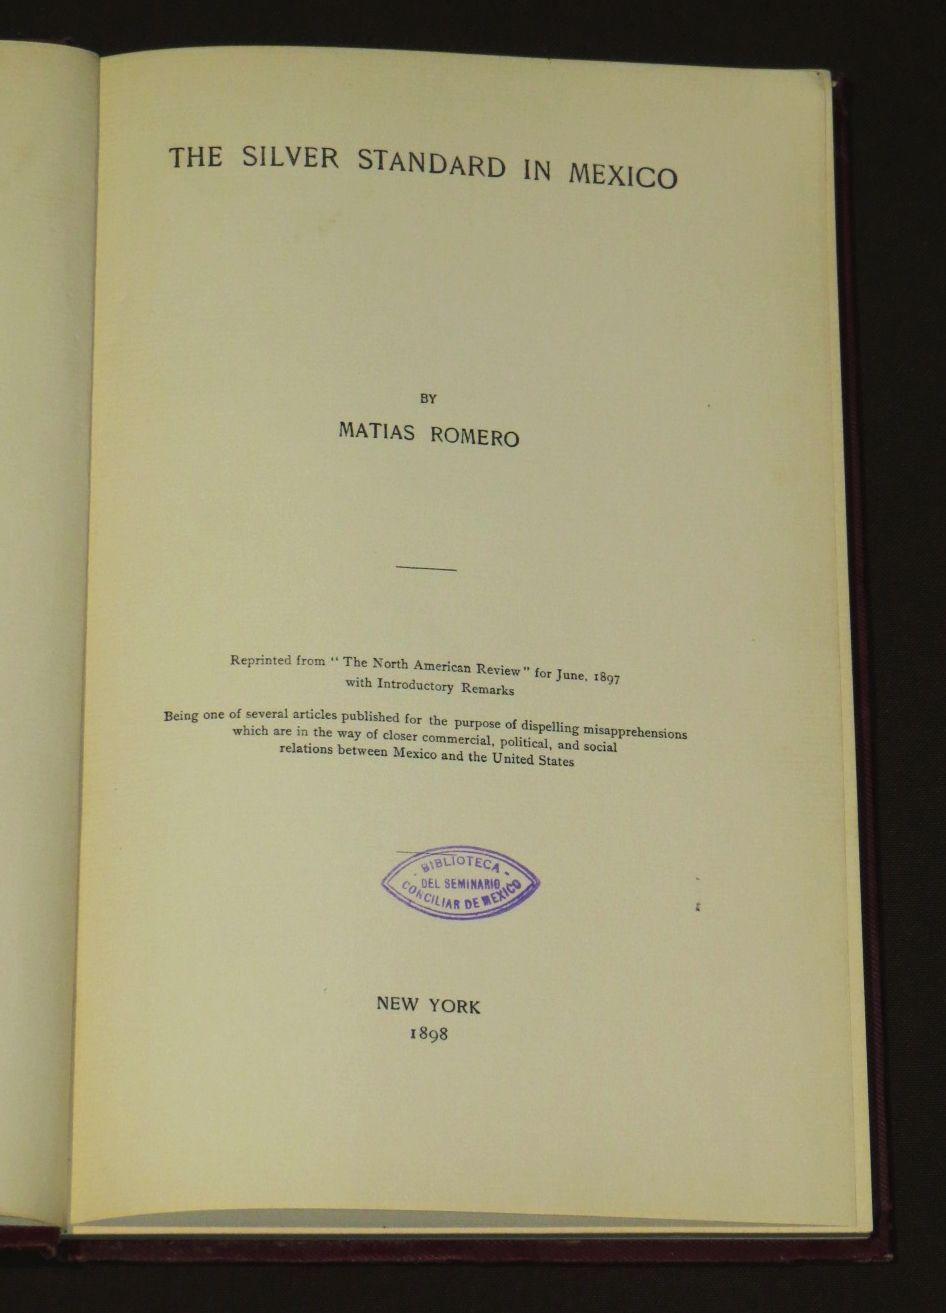 THE SILVER STANDARD IN MEXICO
BY
MATIAS ROMERO
Reprinted from "The North American Review" for June, 1897
with Introductory Remarks
Being one of several articles published for the purpose of dispelling misapprehensions
which are in the way of closer commercial, political, and social
relations between Mexico and the United States
- BIBLIOTECA -
DEL SEMINARIO
CONCILIAR DE MEXICO
NEW YORK
1898